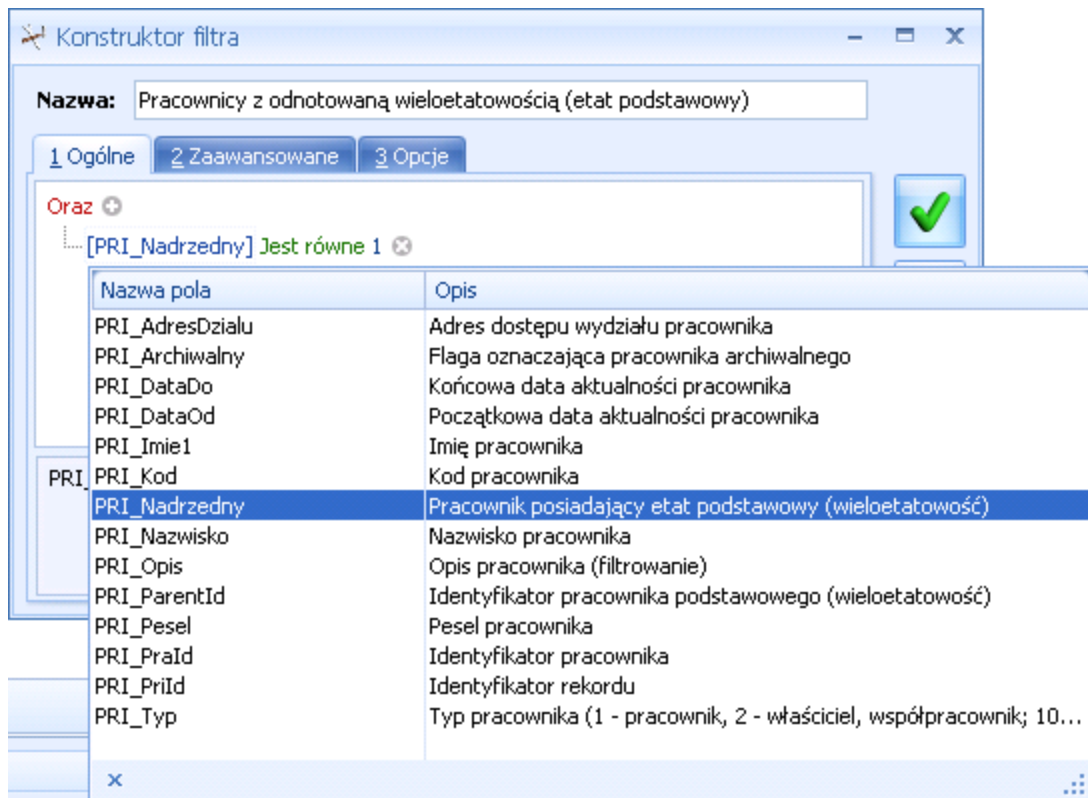 Konstruktor filtra
Nazwa: Pracownicy z odnotowaną wieloetatowością (etat podstawowy)
1 Ogólne 2 Zaawansowane 3 Opcje
Oraz
[PRI_Nadrzedny] Jest równe 1
Nazwa pola Opis
PRI_AdresDzialu Adres dostępu wydziału pracownika
PRI_Archiwalny Flaga oznaczająca pracownika archiwalnego
PRI_DataDo Końcowa data aktualności pracownika
PRI_DataOd Początkowa data aktualności pracownika
PRI_Imie1 Imię pracownika
PRI_ PRI_Kod Kod pracownika
PRI_Nadrzedny Pracownik posiadający etat podstawowy (wieloetatowość)
PRI_Nazwisko Nazwisko pracownika
PRI_Opis Opis pracownika (filtrowanie)
PRI_ParentId Identyfikator pracownika podstawowego (wieloetatowość)
PRI_Pesel Pesel pracownika
PRI_PraId Identyfikator pracownika
PRI_PriId Identyfikator rekordu
PRI_Typ Typ pracownika (1 - pracownik, 2 - właściciel, współpracownik; 10...